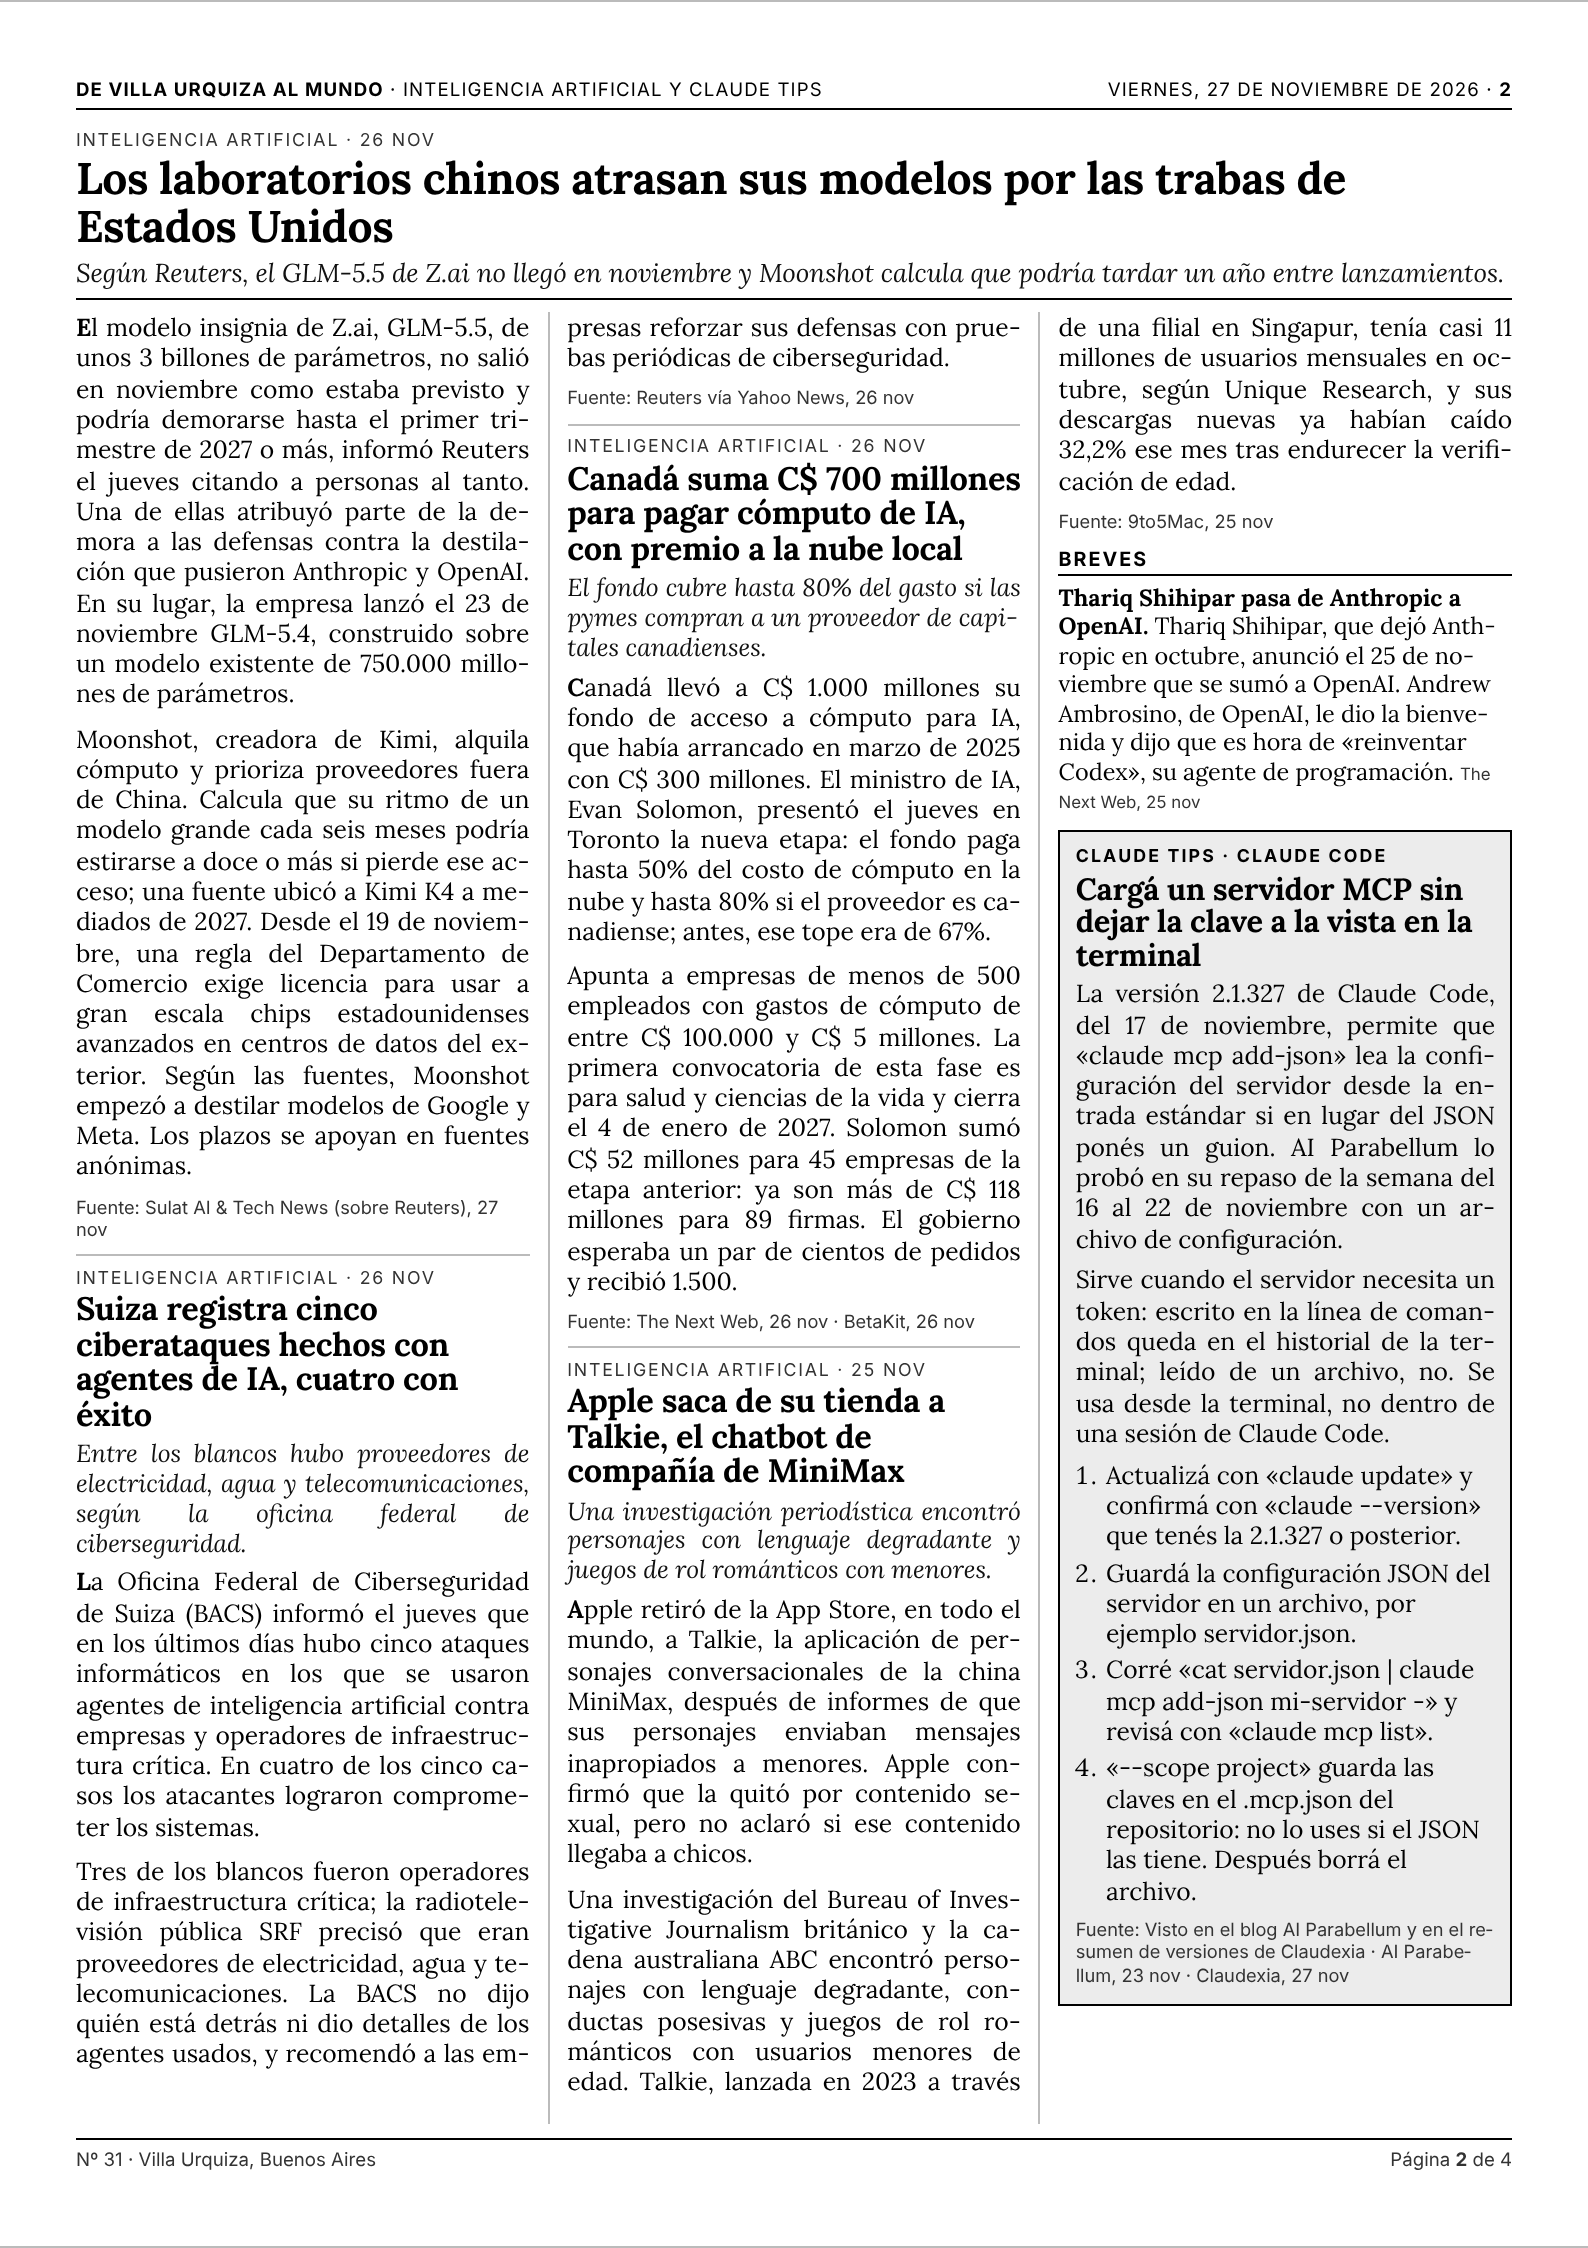 DE VILLA URQUIZA AL MUNDO · INTELIGENCIA ARTIFICIAL Y CLAUDE TIPS
VIERNES, 27 DE NOVIEMBRE DE 2026 · 2
INTELIGENCIA ARTIFICIAL · 26 NOV
Los laboratorios chinos atrasan sus modelos por las trabas de
Estados Unidos
Según Reuters, el GLM-5.5 de Z.ai no llegó en noviembre y Moonshot calcula que podría tardar un año entre lanzamientos.
El modelo insignia de Z.ai, GLM-5.5, de
unos 3 billones de parámetros, no salió
en noviembre como estaba previsto y
podría demorarse hasta el primer tri-
mestre de 2027 o más, informó Reuters
el jueves citando a personas al tanto.
Una de ellas atribuyó parte de la de-
mora a las defensas contra la destila-
ción que pusieron Anthropic y OpenAI.
En su lugar, la empresa lanzó el 23 de
noviembre GLM-5.4, construido sobre
un modelo existente de 750.000 millo-
nes de parámetros.
Moonshot, creadora de Kimi, alquila
cómputo y prioriza proveedores fuera
de China. Calcula que su ritmo de un
modelo grande cada seis meses podría
estirarse a doce o más si pierde ese ac-
ceso; una fuente ubicó a Kimi K4 a me-
diados de 2027. Desde el 19 de noviem-
bre, una regla del Departamento de
Comercio exige licencia para usar a
gran escala chips estadounidenses
avanzados en centros de datos del ex-
terior. Según las fuentes, Moonshot
empezó a destilar modelos de Google y
Meta. Los plazos se apoyan en fuentes
anónimas.
Fuente: Sulat AI & Tech News (sobre Reuters), 27
nov
INTELIGENCIA ARTIFICIAL · 26 NOV
Suiza registra cinco
ciberataques hechos con
agentes de IA, cuatro con
éxito
Entre los blancos hubo proveedores de
electricidad, agua y telecomunicaciones,
según la oficina federal de
ciberseguridad.
La Oficina Federal de Ciberseguridad
de Suiza (BACS) informó el jueves que
en los últimos días hubo cinco ataques
informáticos en los que se usaron
agentes de inteligencia artificial contra
empresas y operadores de infraestruc-
tura crítica. En cuatro de los cinco ca-
sos los atacantes lograron comprome-
ter los sistemas.
Tres de los blancos fueron operadores
de infraestructura crítica; la radiotele-
visión pública SRF precisó que eran
proveedores de electricidad, agua y te-
lecomunicaciones. La BACS no dijo
quién está detrás ni dio detalles de los
agentes usados, y recomendó a las em-
presas reforzar sus defensas con prue-
bas periódicas de ciberseguridad.
Fuente: Reuters vía Yahoo News, 26 nov
INTELIGENCIA ARTIFICIAL · 26 NOV
Canadá suma C$ 700 millones
para pagar cómputo de IA,
con premio a la nube local
El fondo cubre hasta 80% del gasto si las
pymes compran a un proveedor de capi-
tales canadienses.
Canadá llevó a C$ 1.000 millones su
fondo de acceso a cómputo para IA,
que había arrancado en marzo de 2025
con C$ 300 millones. El ministro de IA,
Evan Solomon, presentó el jueves en
Toronto la nueva etapa: el fondo paga
hasta 50% del costo de cómputo en la
nube y hasta 80% si el proveedor es ca-
nadiense; antes, ese tope era de 67%.
Apunta a empresas de menos de 500
empleados con gastos de cómputo de
entre C$ 100.000 y C$ 5 millones. La
primera convocatoria de esta fase es
para salud y ciencias de la vida y cierra
el 4 de enero de 2027. Solomon sumó
C$ 52 millones para 45 empresas de la
etapa anterior: ya son más de C$ 118
millones para 89 firmas. El gobierno
esperaba un par de cientos de pedidos
y recibió 1.500.
Fuente: The Next Web, 26 nov · BetaKit, 26 nov
INTELIGENCIA ARTIFICIAL · 25 NOV
Apple saca de su tienda a
Talkie, el chatbot de
compañía de MiniMax
Una investigación periodística encontró
personajes con lenguaje degradante y
juegos de rol románticos con menores.
Apple retiró de la App Store, en todo el
mundo, a Talkie, la aplicación de per-
sonajes conversacionales de la china
MiniMax, después de informes de que
sus personajes enviaban mensajes
inapropiados a menores. Apple con-
firmó que la quitó por contenido se-
xual, pero no aclaró si ese contenido
llegaba a chicos.
Una investigación del Bureau of Inves-
tigative Journalism británico y la ca-
dena australiana ABC encontró perso-
najes con lenguaje degradante, con-
ductas posesivas y juegos de rol ro-
mánticos con usuarios menores de
edad. Talkie, lanzada en 2023 a través
de una filial en Singapur, tenía casi 11
millones de usuarios mensuales en oc-
tubre, según Unique Research, y sus
descargas nuevas ya habían caído
32,2% ese mes tras endurecer la verifi-
cación de edad.
Fuente: 9to5Mac, 25 nov
BREVES
Thariq Shihipar pasa de Anthropic a
OpenAI. Thariq Shihipar, que dejó Anth-
ropic en octubre, anunció el 25 de no-
viembre que se sumó a OpenAI. Andrew
Ambrosino, de OpenAI, le dio la bienve-
nida y dijo que es hora de «reinventar
Codex», su agente de programación. The
Next Web, 25 nov
CLAUDE TIPS · CLAUDE CODE
Cargá un servidor MCP sin
dejar la clave a la vista en la
terminal
La versión 2.1.327 de Claude Code,
del 17 de noviembre, permite que
«claude mcp add-json» lea la confi-
guración del servidor desde la en-
trada estándar si en lugar del JSON
ponés un guion. AI Parabellum lo
probó en su repaso de la semana del
16 al 22 de noviembre con un ar-
chivo de configuración.
Sirve cuando el servidor necesita un
token: escrito en la línea de coman-
dos queda en el historial de la ter-
minal; leído de un archivo, no. Se
usa desde la terminal, no dentro de
una sesión de Claude Code.
1. Actualizá con «claude update» y
confirmá con «claude --version»
que tenés la 2.1.327 o posterior.
2. Guardá la configuración JSON del
servidor en un archivo, por
ejemplo servidor.json.
3. Corré «cat servidor.json | claude
mcp add-json mi-servidor -» y
revisá con «claude mcp list».
4. «--scope project» guarda las
claves en el .mcp.json del
repositorio: no lo uses si el JSON
las tiene. Después borrá el
archivo.
Fuente: Visto en el blog AI Parabellum y en el re-
sumen de versiones de Claudexia · AI Parabe-
llum, 23 nov · Claudexia, 27 nov
Nº 31 · Villa Urquiza, Buenos Aires
Página 2 de 4